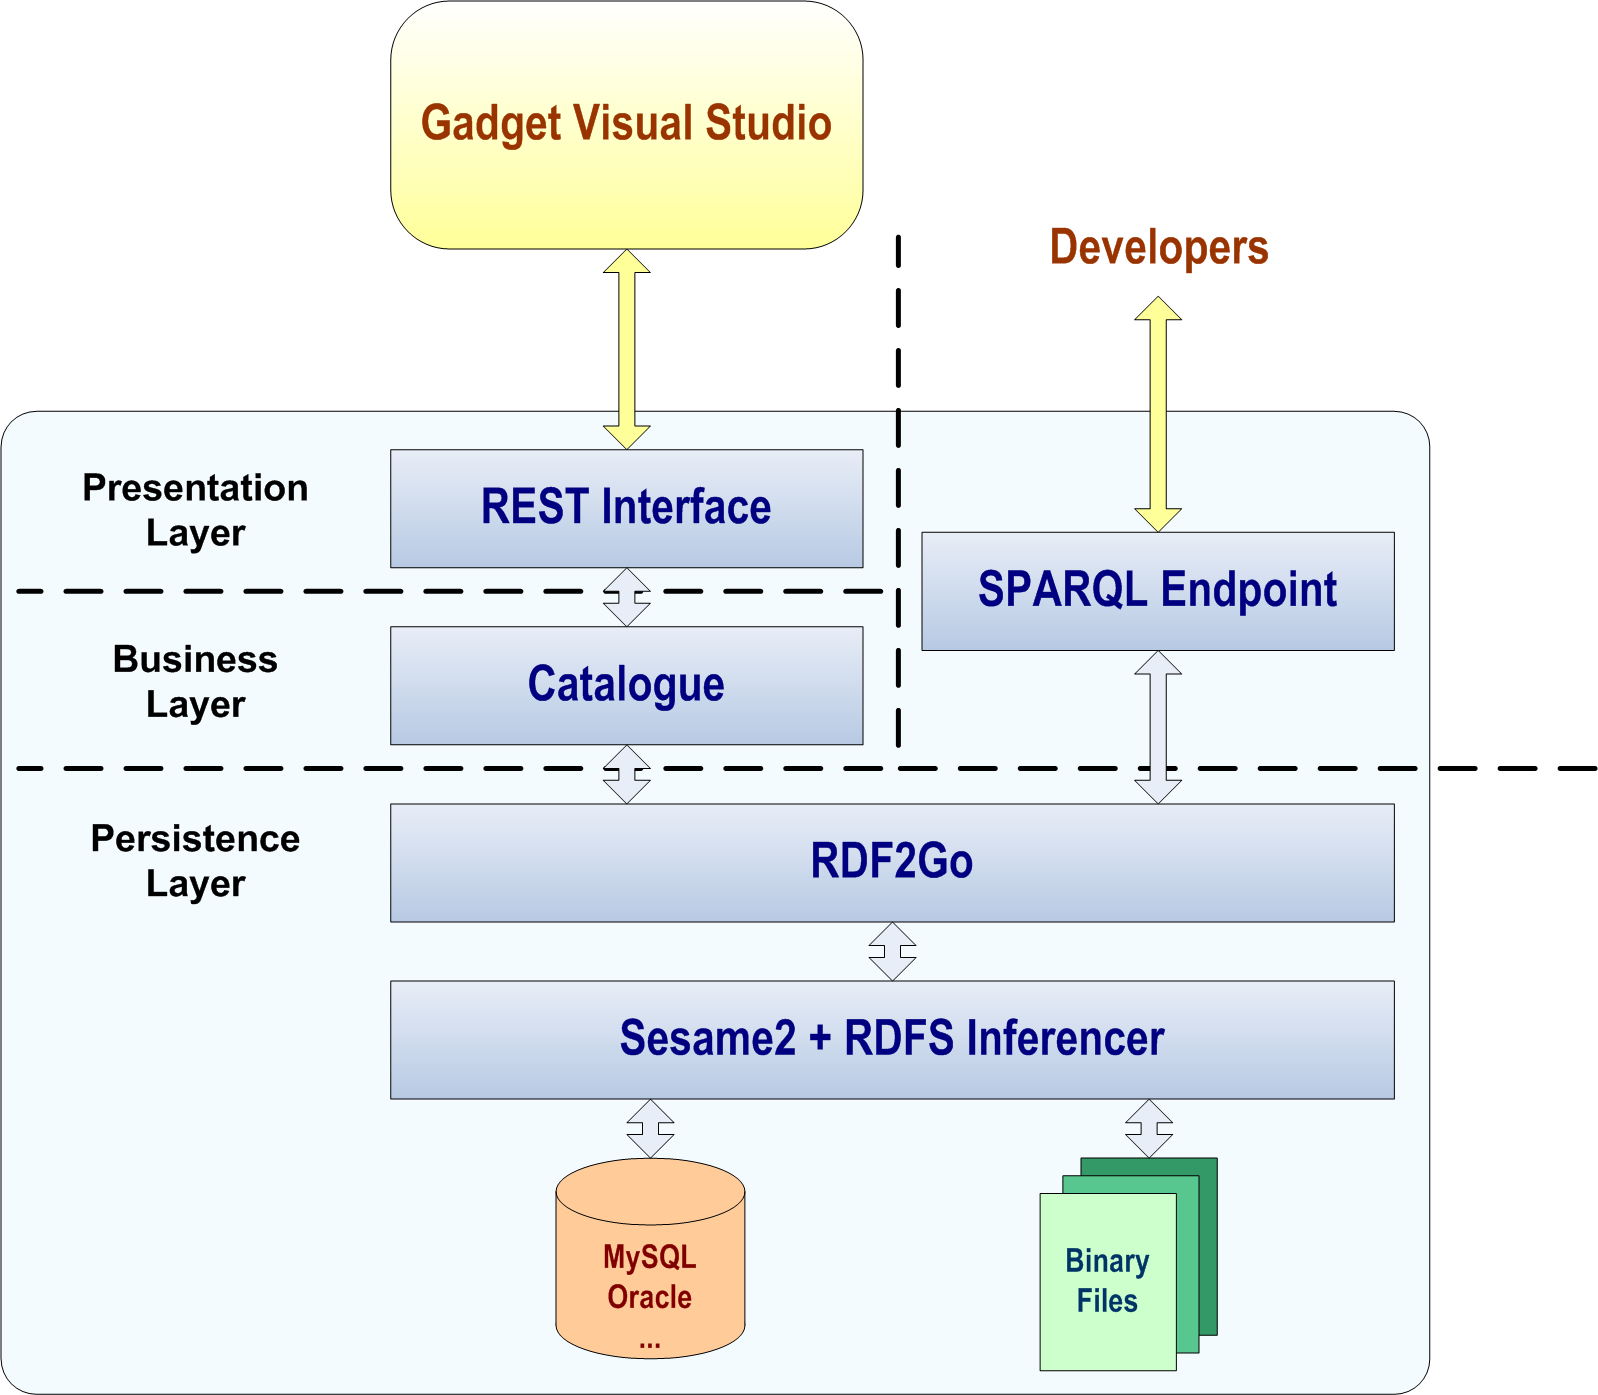 Gadget Visual Studio
Developers
Presentation
Layer
REST Interface
SPARQL Endpoint
Business
Layer
Catalogue
Persistence
Layer
RDF2Go
Sesame2 + RDFS Inferencer
MySQL
Oracle
...
Binary
Files